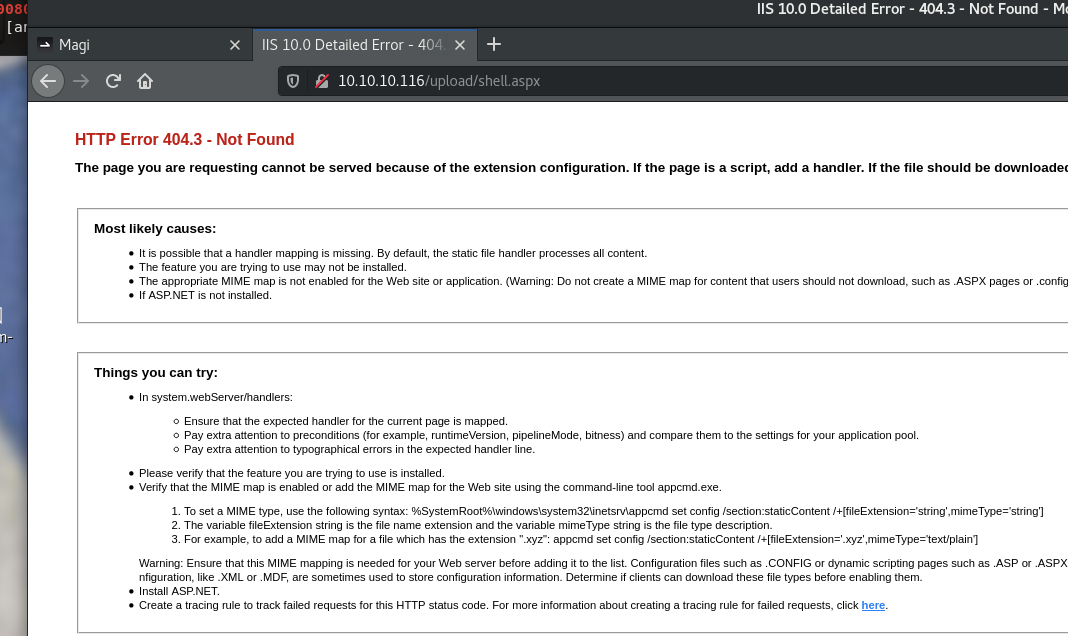 0080
IIS 10.0 Detailed Error - 404.3 - Not Found - Mo
[ar
Magi
IIS 10.0 Detailed Error - 404.
10.10.10.116/upload/shell.aspx
HTTP Error 404.3 - Not Found
The page you are requesting cannot be served because of the extension configuration. If the page is a script, add a handler. If the file should be downloaded
Most likely causes:
It is possible that a handler mapping is missing. By default, the static file handler processes all content.
The feature you are trying to use may not be installed.
The appropriate MIME map is not enabled for the Web site or application. (Warning: Do not create a MIME map for content that users should not download, such as .ASPX pages or .config
If ASP.NET is not installed.
m-
Things you can try:
In system.webServer/handlers:
Ensure that the expected handler for the current page is mapped.
Pay extra attention to preconditions (for example, runtimeVersion, pipelineMode, bitness) and compare them to the settings for your application pool.
Pay extra attention to typographical errors in the expected handler line.
Please verify that the feature you are trying to use is installed.
Verify that the MIME map is enabled or add the MIME map for the Web site using the command-line tool appcmd.exe.
1. To set a MIME type, use the following syntax: %SystemRoot%\windows\system32\inetsrv\appcmd set config /section:staticContent /+[fileExtension='string',mimeType='string']
2. The variable fileExtension string is the file name extension and the variable mimeType string is the file type description.
3. For example, to add a MIME map for a file which has the extension ".xyz": appcmd set config /section:staticContent /+[fileExtension='.xyz',mimeType='text/plain']
Warning: Ensure that this MIME mapping is needed for your Web server before adding it to the list. Configuration files such as .CONFIG or dynamic scripting pages such as .ASP or .ASPX
nfiguration, like .XML or .MDF, are sometimes used to store configuration information. Determine if clients can download these file types before enabling them.
Install ASP.NET.
Create a tracing rule to track failed requests for this HTTP status code. For more information about creating a tracing rule for failed requests, click here.